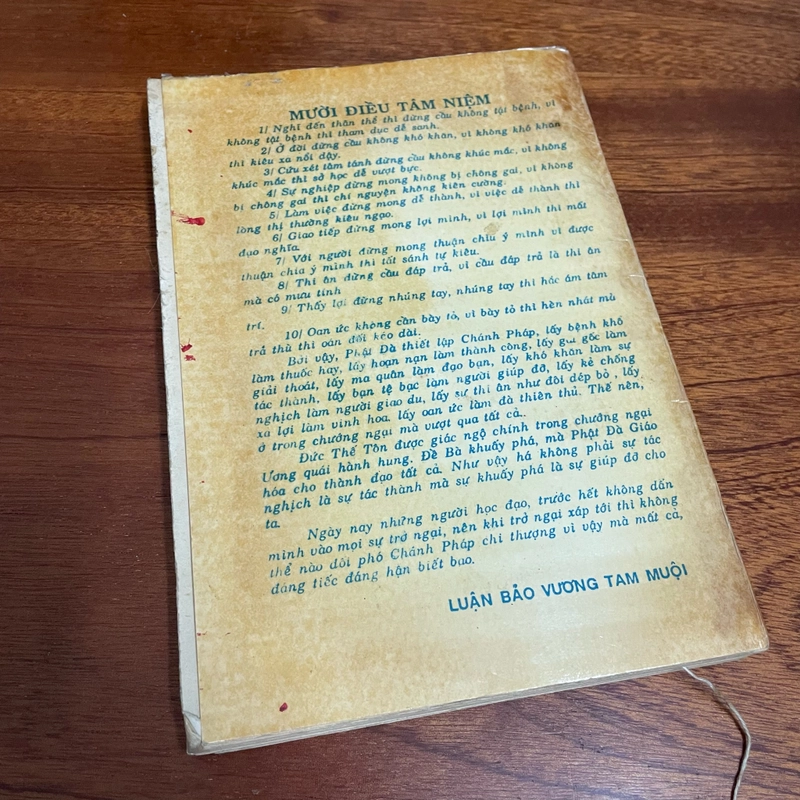 MƯỜI ĐIỀU TÂM NIỆM
1/ Nghĩ đến thân thể thì đừng cầu không tật bệnh, vì
không tật bệnh thì tham dục dễ sanh.
2/ Ở đời đừng cầu không khó khăn, vì không khó khăn
thì kiêu xa nổi dậy.
3/ Cứu xét tâm tánh đừng cầu không khúc mắc, vì không
khúc mắc thì sở học dễ vượt bực.
4/ Sự nghiệp đừng mong không bị chông gai, vì không
bị chông gai thì chí nguyện không kiên cường.
5/ Làm việc đừng mong dễ thành, vì việc dễ thành thì
lòng thị thường kiêu ngạo.
6/ Giao tiếp đừng mong lợi mình, vì lợi mình thì mất
đạo nghĩa.
7/ Với người đừng mong thuận chiu ý mình vì được
thuận chia ý mình thì tất sánh tự kiêu.
8/ Thi ân đừng cầu đáp trả, vì cầu đáp trả là thi ân
mà có mưu tính
9/ Thấy lợi đừng nhúng tay, nhúng tay thì hắc ám tâm
trí.
10/ Oan ức không cần bày tỏ, vì bày tỏ thì hèn nhát mà
trả thù thì oán đối kéo dài.
Bởi vậy, Phật Đà thiết lập Chánh Pháp, lấy bệnh khổ
làm thuốc hay, lấy hoạn nạn làm thành công, lấy gai gốc làm
giải thoát, lấy ma quân làm đạo bạn, lấy khó khăn làm sự
tác thành, lấy bạn tệ bạc làm người giúp đỡ, lấy kẻ chống
nghịch làm người giao du, lấy sự thi ân như đôi dép bỏ, lấy
xả lợi làm vinh hoa, lấy oan ức làm đà thiên thủ. Thế nên,
ở trong chướng ngại mà vượt qua tất cả..
Đức Thế Tôn được giác ngộ chính trong chướng ngại
Ương quái hành hung. Đề Bà khuấy phá, mà Phật Đà Giáo
hóa cho thành đạo tất cả. Như vậy há không phải sự tác
nghịch là sự tác thành mà sự khuấy phá là sự giúp đỡ cho
ta.
Ngày nay những người học đạo, trước hết không dấn
mình vào mọi sự trở ngại, nên khi trở ngại xáp tới thì không
thể nào đối phó Chánh Pháp chí thượng vì vậy mà mất cả,
đáng tiếc đáng hận biết bao.
LUẬN BẢO VƯƠNG TAM MUỘI